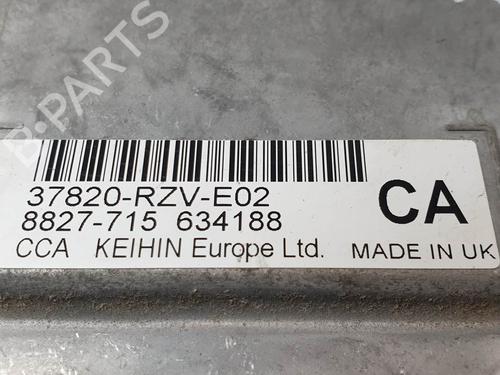 B-PARTS
37820-RZV-E02
8827-715 634188
CCA KEIHIN Europe Ltd.
CA
MADE IN UK